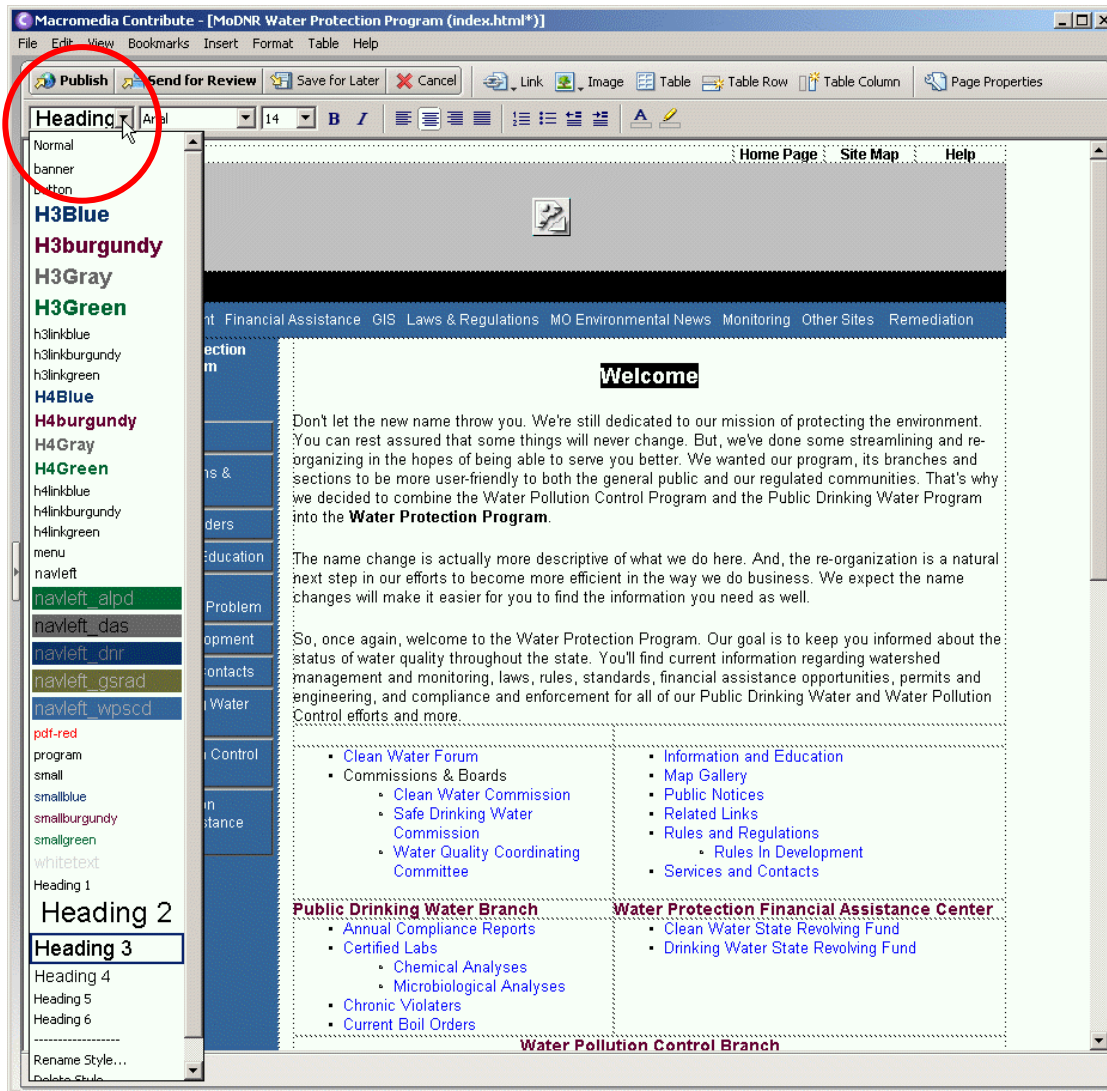 Macromedia Contribute - [MoDNR Water Protection Program (index.html*)]
File Edit View Bookmarks Insert Format Table Help
Publish Send for Review Save for Later Cancel Link Image Table Table Row Table Column Page Properties
Heading Arial 14 B I A
Normal
banner
button
H3Blue
H3burgundy
H3Gray
H3Green
h3linkblue
h3linkburgundy
h3linkgreen
H4Blue
H4burgundy
H4Gray
H4Green
h4linkblue
h4linkburgundy
h4linkgreen
menu
navleft
navleft_alpd
navleft_das
navleft_dnr
navleft_gsrad
navleft_wpscd
pdf-red
program
small
smallblue
smallburgundy
smallgreen
whitetext
Heading 1
Heading 2
Heading 3
Heading 4
Heading 5
Heading 6
-----------------
Rename Style...
Delete Style
Home Page Site Map Help
nt Financial Assistance GIS Laws & Regulations MO Environmental News Monitoring Other Sites Remediation
ection
m
ns &
ders
Education
Problem
opment
ontacts
Water
Control
on
stance
Welcome
Don't let the new name throw you. We're still dedicated to our mission of protecting the environment.
You can rest assured that some things will never change. But, we've done some streamlining and re-
organizing in the hopes of being able to serve you better. We wanted our program, its branches and
sections to be more user-friendly to both the general public and our regulated communities. That's why
we decided to combine the Water Pollution Control Program and the Public Drinking Water Program
into the Water Protection Program.
The name change is actually more descriptive of what we do here. And, the re-organization is a natural
next step in our efforts to become more efficient in the way we do business. We expect the name
changes will make it easier for you to find the information you need as well.
So, once again, welcome to the Water Protection Program. Our goal is to keep you informed about the
status of water quality throughout the state. You'll find current information regarding watershed
management and monitoring, laws, rules, standards, financial assistance opportunities, permits and
engineering, and compliance and enforcement for all of our Public Drinking Water and Water Pollution
Control efforts and more.
Clean Water Forum
Commissions & Boards
Clean Water Commission
Safe Drinking Water
Commission
Water Quality Coordinating
Committee
Information and Education
Map Gallery
Public Notices
Related Links
Rules and Regulations
Rules In Development
Services and Contacts
Public Drinking Water Branch
Annual Compliance Reports
Certified Labs
Chemical Analyses
Microbiological Analyses
Chronic Violaters
Current Boil Orders
Water Protection Financial Assistance Center
Clean Water State Revolving Fund
Drinking Water State Revolving Fund
Water Pollution Control Branch